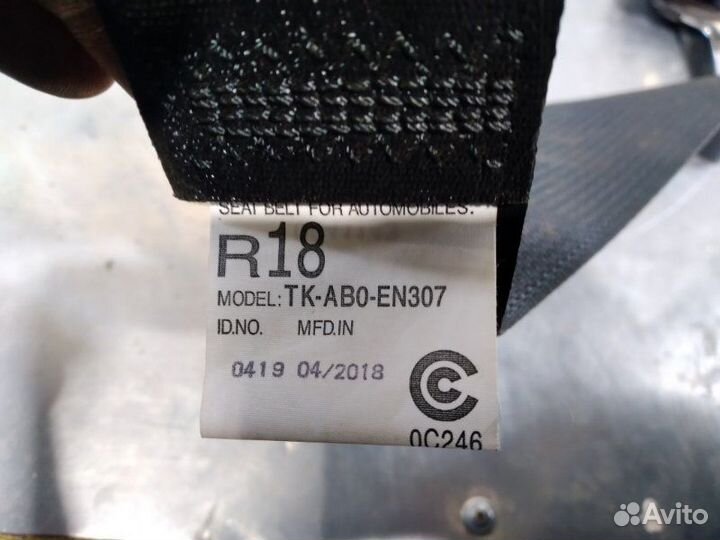 SEAT BELT FOR AUTOMOBILES.
R18
MODEL: TK-AB0-EN307
ID.NO. MFD.IN
0419 04/2018
0C246
Avito